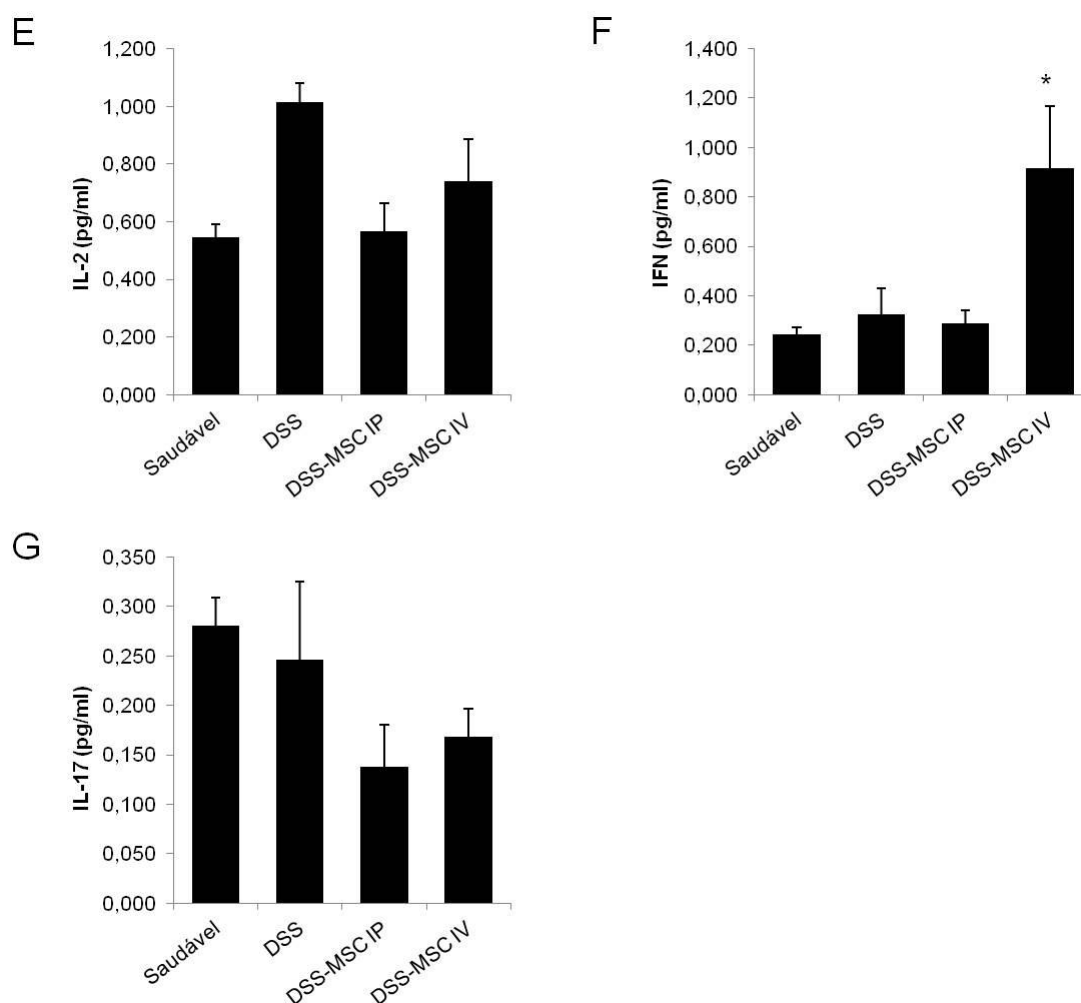 E
1,200
1,000
0,800
0,600
0,400
0,200
0,000
IL-2 (pg/ml)
Saudável
DSS
DSS-MSC IP
DSS-MSC IV
F
1,400
1,200
1,000
0,800
0,600
0,400
0,200
0,000
IFN (pg/ml)
*
Saudável
DSS
DSS-MSC IP
DSS-MSC IV
G
0,350
0,300
0,250
0,200
0,150
0,100
0,050
0,000
IL-17 (pg/ml)
Saudável
DSS
DSS-MSC IP
DSS-MSC IV